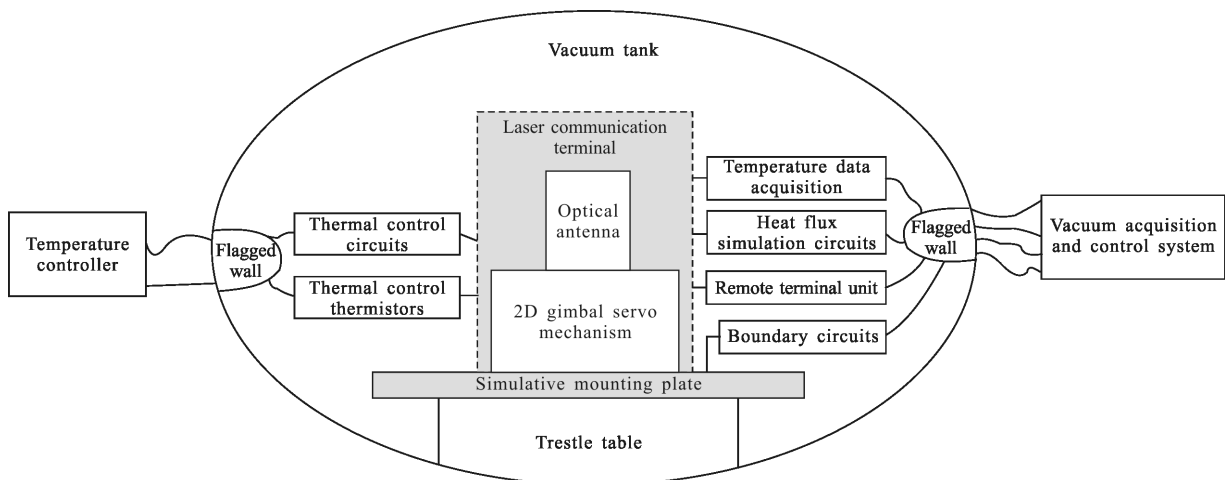 Vacuum tank
Laser communication
terminal
Optical
antenna
2D gimbal servo
mechanism
Simulative mounting plate
Trestle table
Temperature
controller
Flagged
wall
Thermal control
circuits
Thermal control
thermistors
Temperature data
acquisition
Heat flux
simulation circuits
Remote terminal unit
Boundary circuits
Flagged
wall
Vacuum acquisition
and control system